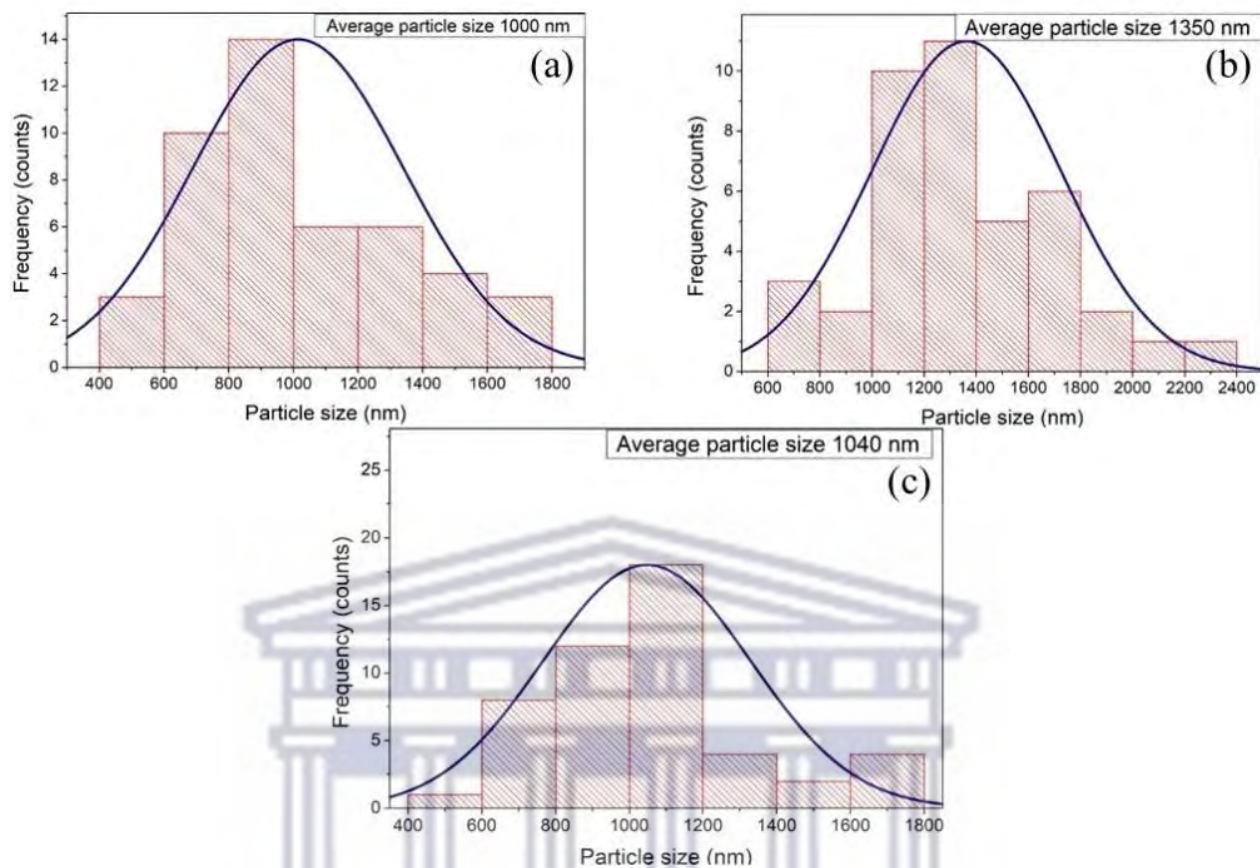 Average particle size 1000 nm
(a)
14
12
10
8
6
4
2
0
Frequency (counts)
400 600 800 1000 1200 1400 1600 1800
Particle size (nm)
Average particle size 1350 nm
(b)
10
8
6
4
2
0
Frequency (counts)
600 800 1000 1200 1400 1600 1800 2000 2200 2400
Particle size (nm)
Average particle size 1040 nm
(c)
25
20
15
10
5
0
Frequency (counts)
400 600 800 1000 1200 1400 1600 1800
Particle size (nm)